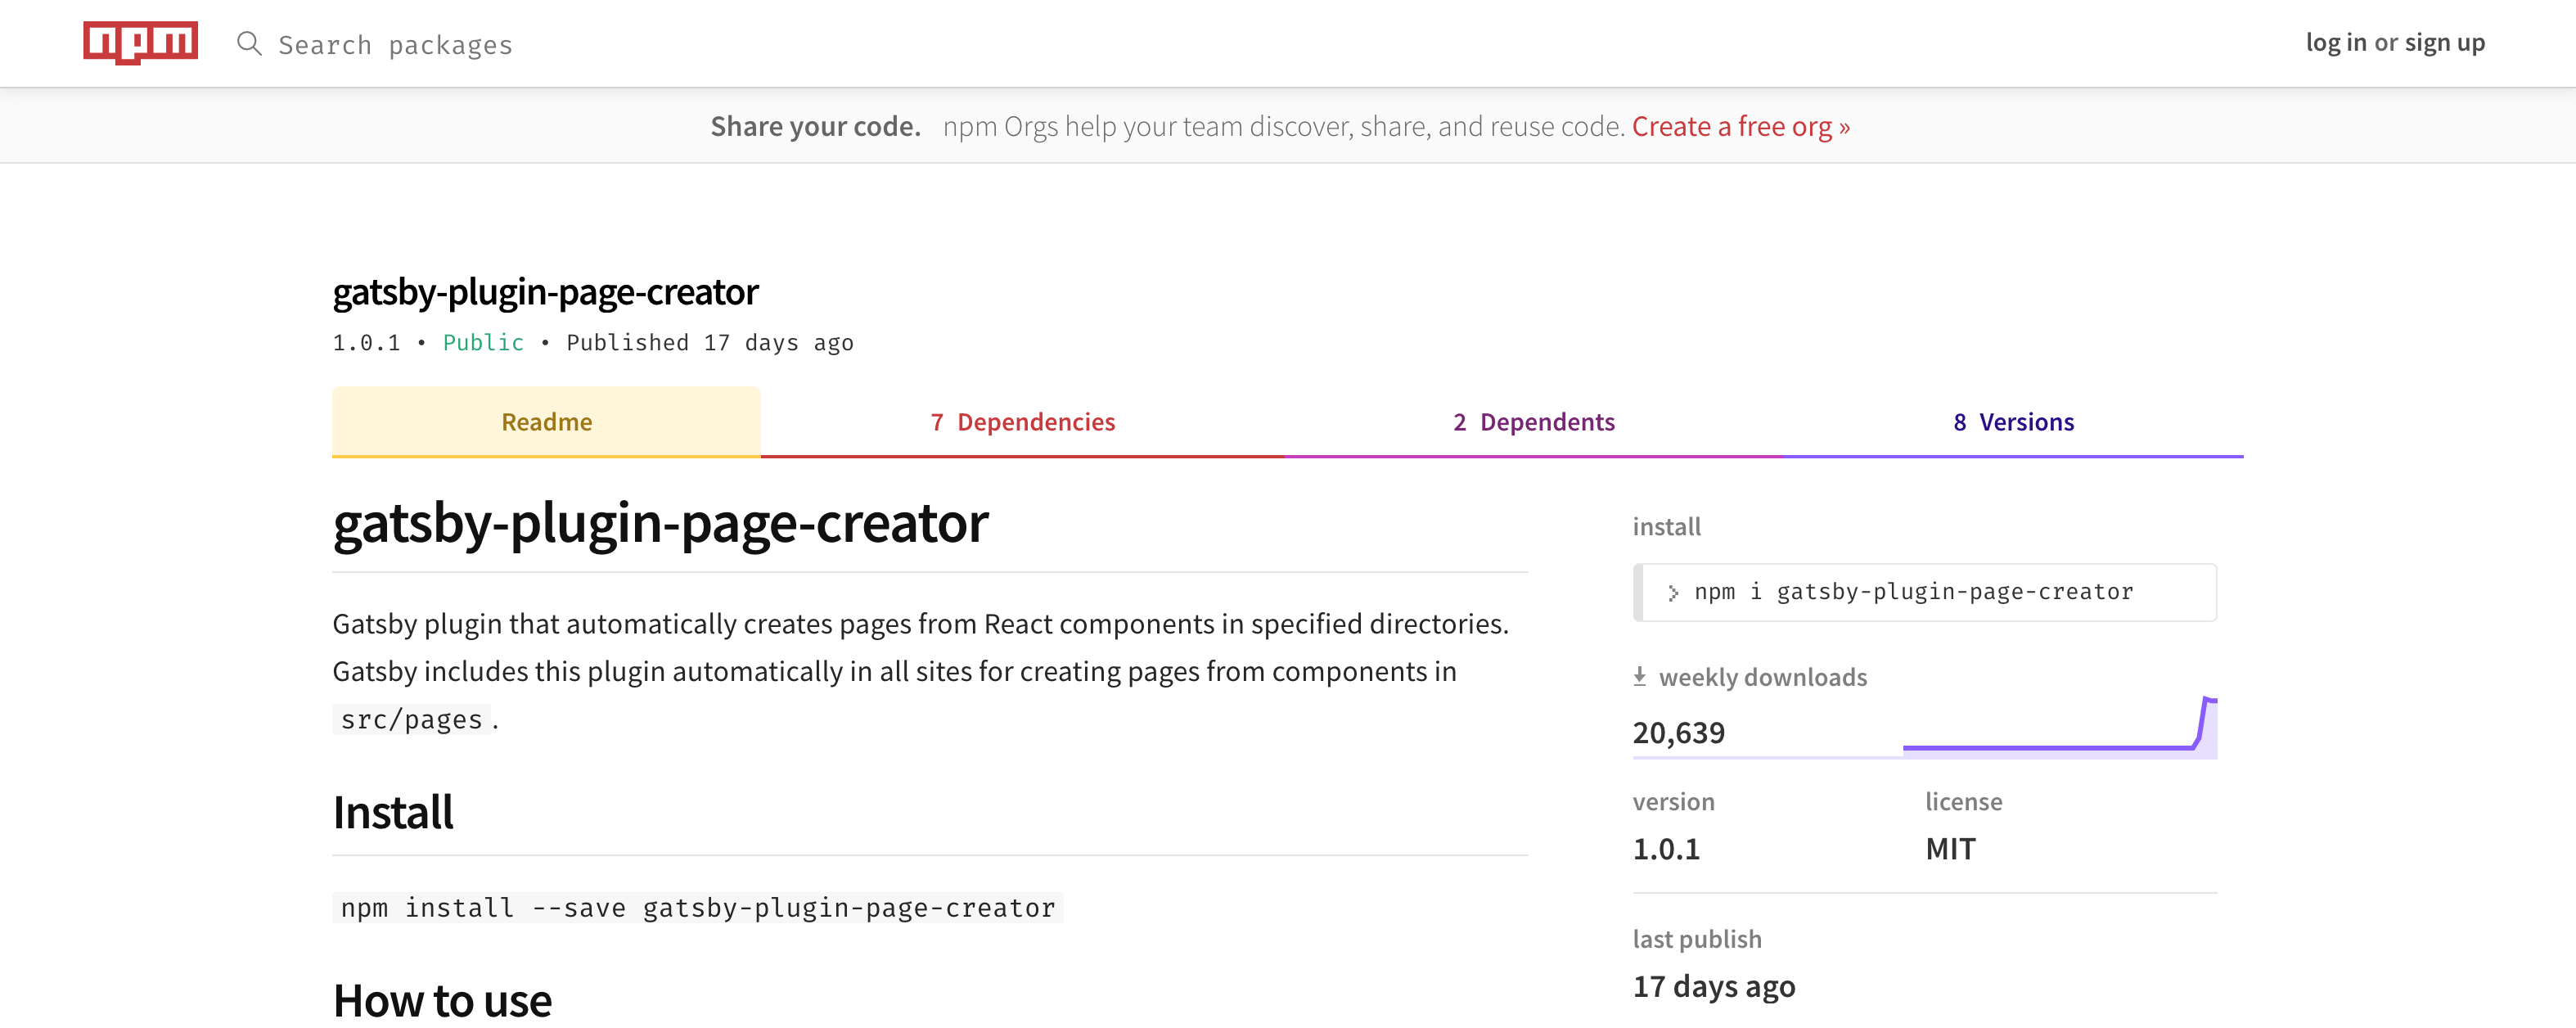 npm
Search packages
log in or sign up
Share your code. npm Orgs help your team discover, share, and reuse code. Create a free org »
gatsby-plugin-page-creator
1.0.1 • Public • Published 17 days ago
Readme
7 Dependencies
2 Dependents
8 Versions
gatsby-plugin-page-creator
Gatsby plugin that automatically creates pages from React components in specified directories.
Gatsby includes this plugin automatically in all sites for creating pages from components in
src/pages .
Install
npm install --save gatsby-plugin-page-creator
How to use
install
npm i gatsby-plugin-page-creator
weekly downloads
20,639
version
license
1.0.1
MIT
last publish
17 days ago